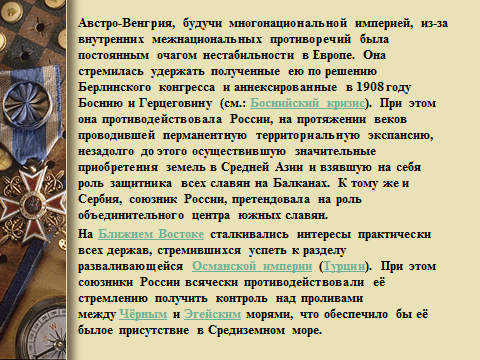 Австро-Венгрия, будучи многонациональной империей, из-за
внутренних межнациональных противоречий была
постоянным очагом нестабильности в Европе. Она
стремилась удержать полученные ею по решению
Берлинского конгресса и аннексированные в 1908 году
Боснию и Герцеговину (см.: Боснийский кризис). При этом
она противодействовала России, на протяжении веков
проводившей перманентную территориальную экспансию,
незадолго до этого осуществившую значительные
приобретения земель в Средней Азии и взявшую на себя
роль защитника всех славян на Балканах. К тому же и
Сербия, союзник России, претендовала на роль
объединительного центра южных славян.
На Ближнем Востоке сталкивались интересы практически
всех держав, стремившихся успеть к разделу
разваливающейся Османской империи (Турции). При этом
союзники России всячески противодействовали её
стремлению получить контроль над проливами
между Чёрным и Эгейским морями, что обеспечило бы её
былое присутствие в Средиземном море.